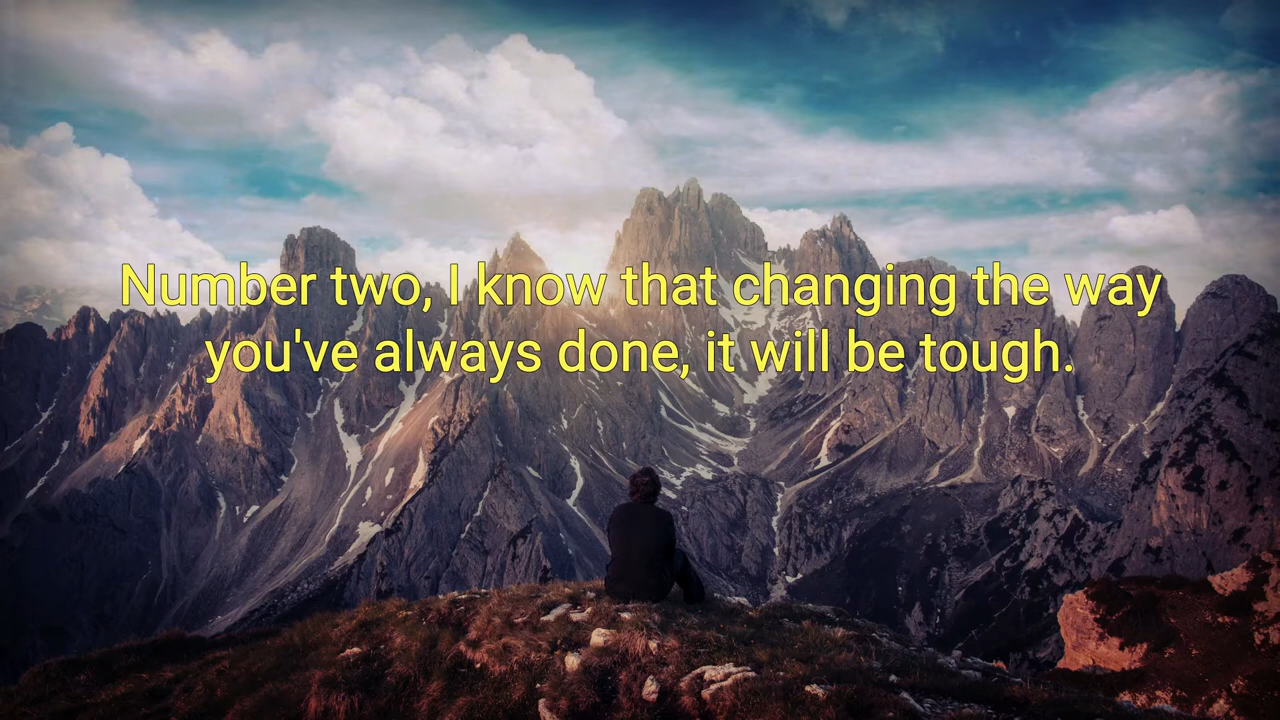 Number two, I know that changing the way
you've always done, it will be tough.